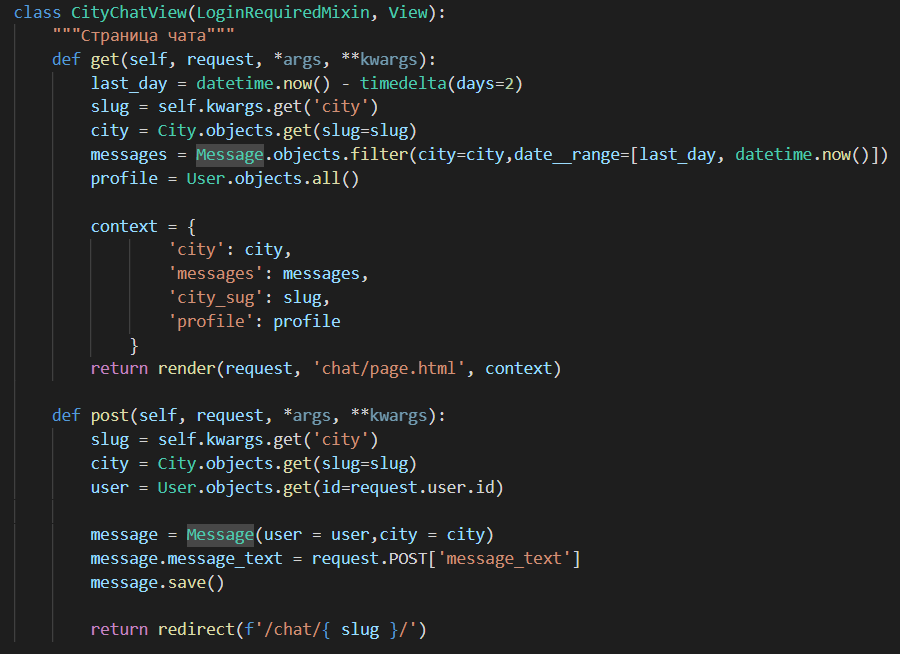 class CityChatView(LoginRequiredMixin, View):
    """Страница чата"""
    def get(self, request, *args, **kwargs):
        last_day = datetime.now() - timedelta(days=2)
        slug = self.kwargs.get('city')
        city = City.objects.get(slug=slug)
        messages = Message.objects.filter(city=city,date__range=[last_day, datetime.now()])
        profile = User.objects.all()

        context = {
                'city': city,
                'messages': messages,
                'city_sug': slug,
                'profile': profile
            }
        return render(request, 'chat/page.html', context)

    def post(self, request, *args, **kwargs):
        slug = self.kwargs.get('city')
        city = City.objects.get(slug=slug)
        user = User.objects.get(id=request.user.id)

        message = Message(user = user,city = city)
        message.message_text = request.POST['message_text']
        message.save()

        return redirect(f'/chat/{ slug }/')